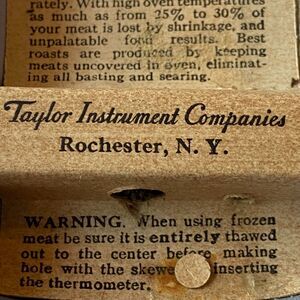 rately. With high oven temperatures
as much as from 25% to 30% of
your meat is lost by shrinkage, and
unpalatable food results. Best
roasts are produced by keeping
meats uncovered in oven, eliminat-
ing all basting and searing.
Taylor Instrument Companies
Rochester, N. Y.
WARNING. When using frozen
meat be sure it is entirely thawed
out to the center before making
hole with the skewer inserting
the thermometer.